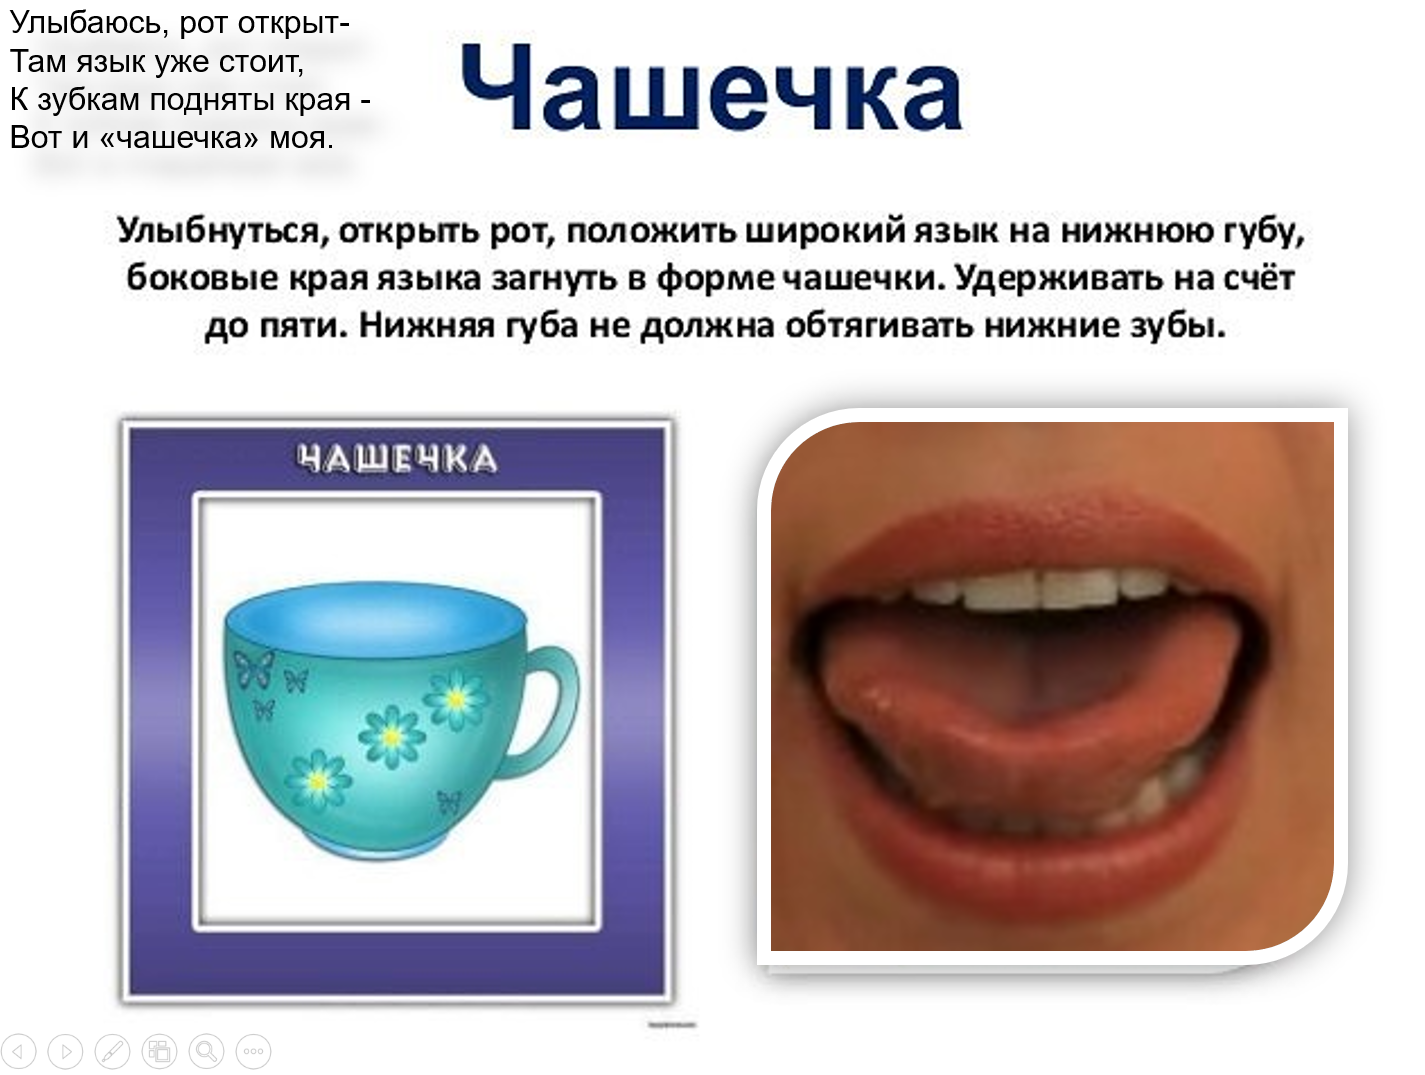 Улыбаюсь, рот открыт-
Там язык уже стоит,
К зубкам подняты края -
Вот и «чашечка» моя.
Чашечка
Улыбнуться, открыть рот, положить широкий язык на нижнюю губу,
боковые края языка загнуть в форме чашечки. Удерживать на счёт
до пяти. Нижняя губа не должна обтягивать нижние зубы.
ЧАШЕЧКА